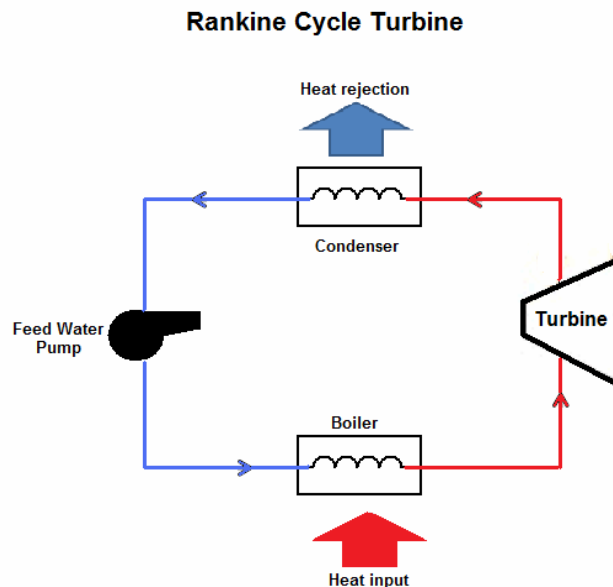 Rankine Cycle Turbine
Heat rejection
Condenser
Feed Water
Pump
Turbine
Boiler
Heat input